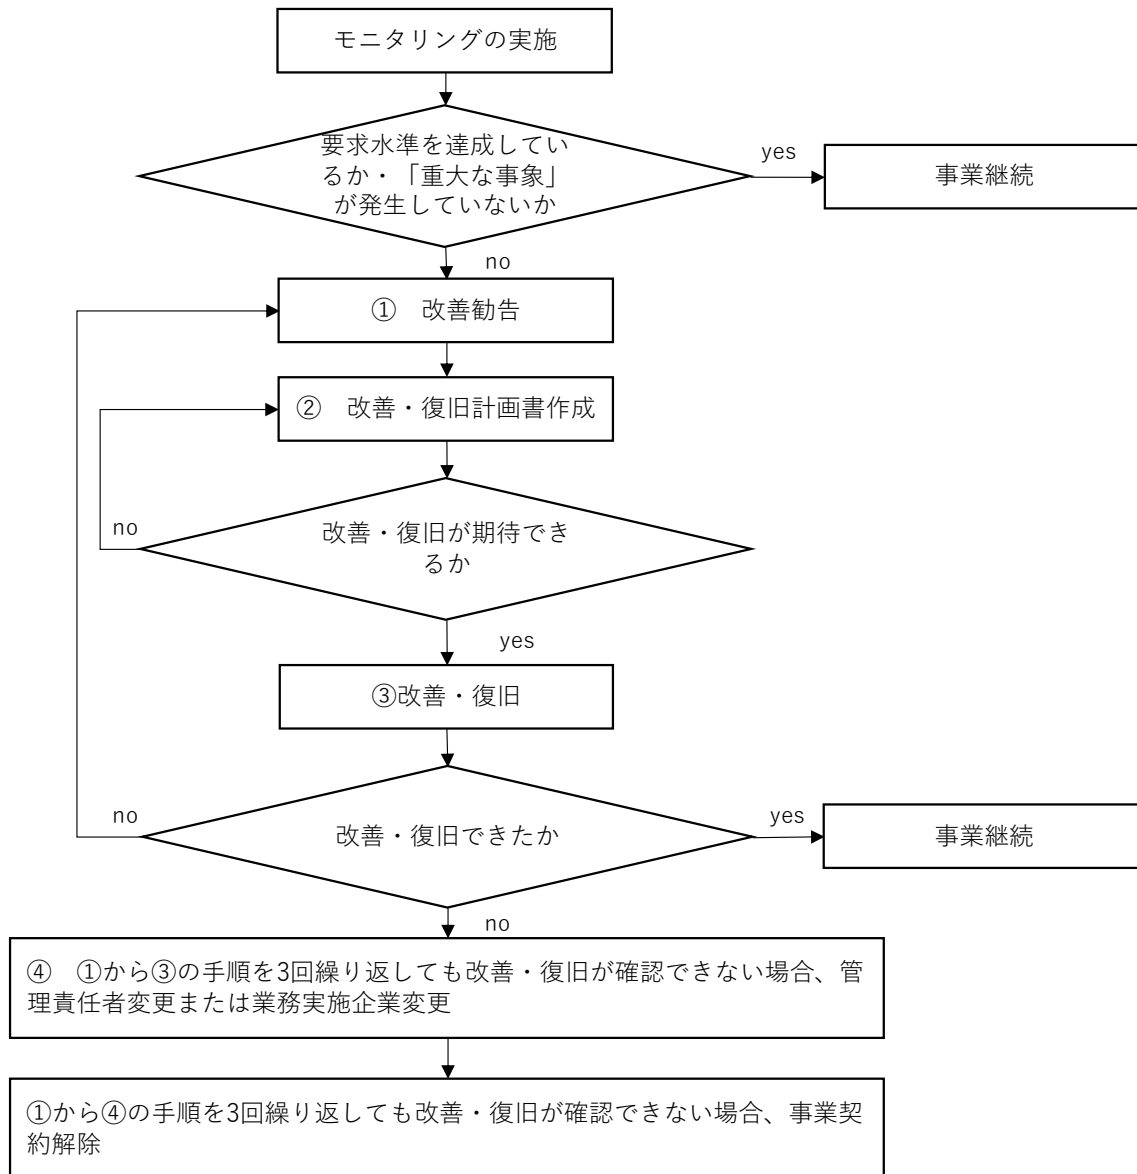 モニタリングの実施
要求水準を達成してい
るか・「重大な事象」
が発生していないか
yes
事業継続
no
①　改善勧告
②　改善・復旧計画書作成
no
改善・復旧が期待でき
るか
yes
③改善・復旧
no
改善・復旧できたか
yes
事業継続
no
④　①から③の手順を3回繰り返しても改善・復旧が確認できない場合、管
理責任者変更または業務実施企業変更
①から④の手順を3回繰り返しても改善・復旧が確認できない場合、事業契
約解除